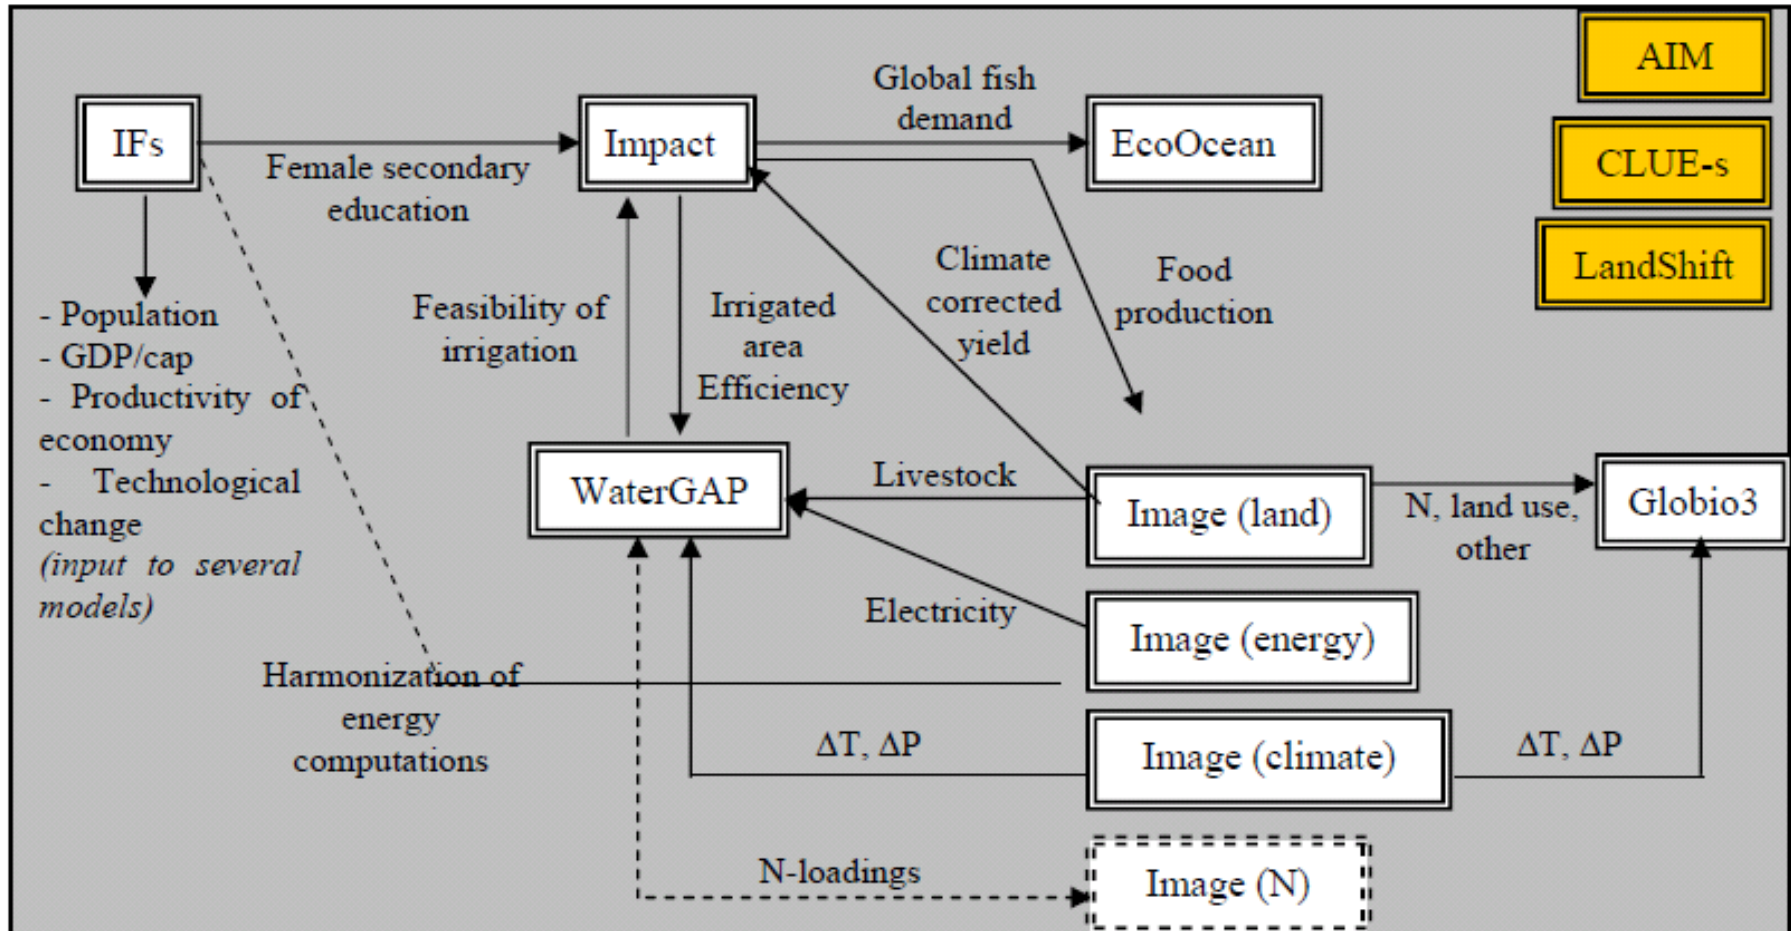 AIM
Global fish
demand
IFs
Impact
EcoOcean
CLUE-s
Female secondary
education
LandShift
Climate
corrected
yield
Food
production
Feasibility of
irrigation
Irrigated
area
Efficiency
- Population
- GDP/cap
- Productivity of
economy
- Technological
change
(input to several
models)
WaterGAP
Livestock
Image (land)
N, land use,
other
Globio3
Electricity
Image (energy)
Harmonization of
energy
computations
ΔT, ΔP
Image (climate)
ΔT, ΔP
N-loadings
Image (N)